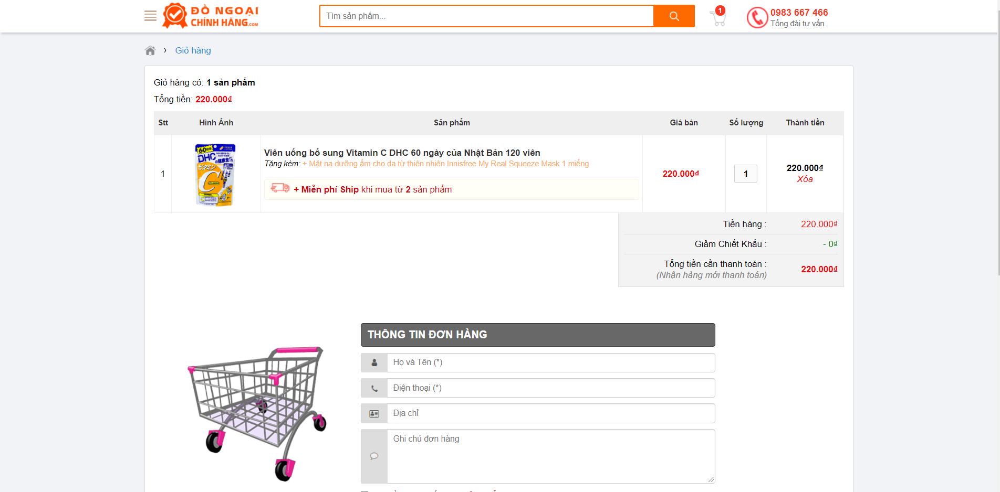 ĐỒ NGOẠI
CHÍNH HÃNG.COM
Tìm sản phẩm...
1
0983 667 466
Tổng đài tư vấn
› Giỏ hàng
Giỏ hàng có: 1 sản phẩm
Tổng tiền: 220.000₫
Stt Hình Ảnh Sản phẩm Giá bán Số lượng Thành tiền
1
60日分
DHC
の健康食品
ビタミン
C
Viên uống bổ sung Vitamin C DHC 60 ngày của Nhật Bản 120 viên
Tặng kèm: + Mặt nạ dưỡng ẩm cho da từ thiên nhiên Innisfree My Real Squeeze Mask 1 miếng
+ Miễn phí Ship khi mua từ 2 sản phẩm
220.000₫
1
220.000₫
Xóa
Tiền hàng : 220.000₫
Giảm Chiết Khấu : - 0₫
Tổng tiền cần thanh toán : 220.000₫
(Nhận hàng mới thanh toán)
THÔNG TIN ĐƠN HÀNG
Họ và Tên (*)
Điện thoại (*)
Địa chỉ
Ghi chú đơn hàng